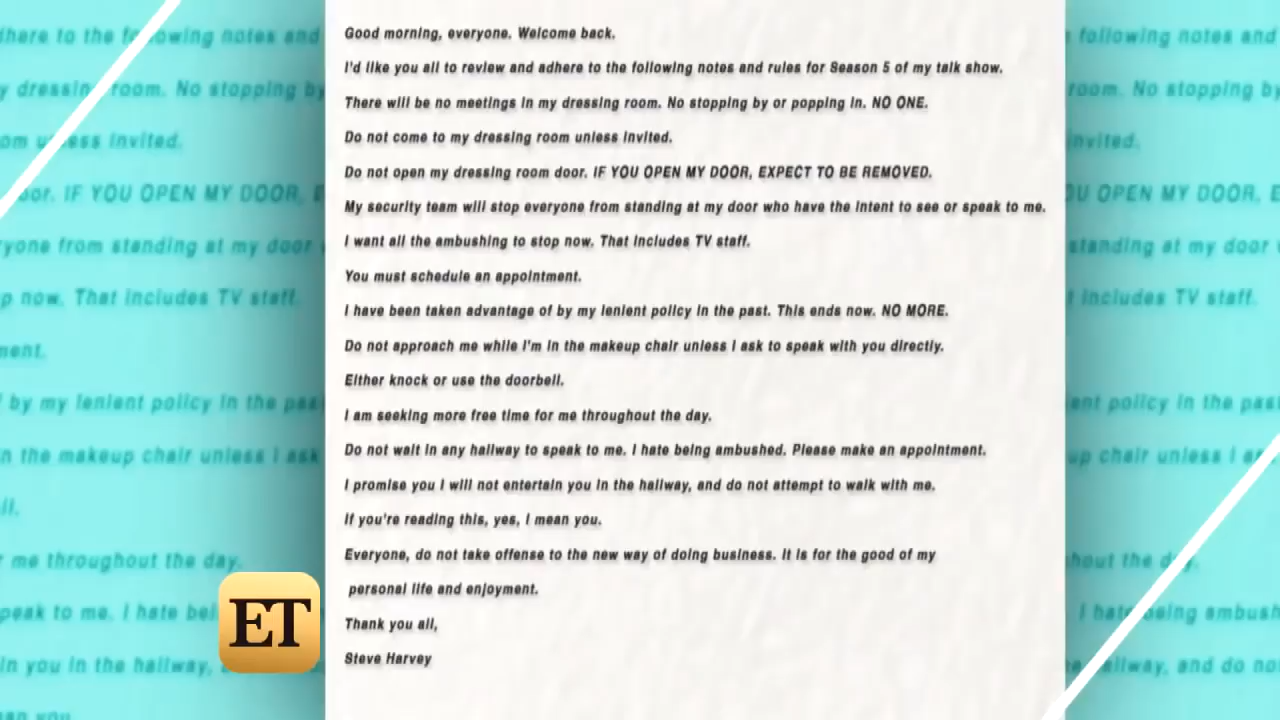 Good morning, everyone. Welcome back.
I'd like you all to review and adhere to the following notes and rules for Season 5 of my talk show.
There will be no meetings in my dressing room. No stopping by or popping in. NO ONE.
Do not come to my dressing room unless invited.
Do not open my dressing room door. IF YOU OPEN MY DOOR, EXPECT TO BE REMOVED.
My security team will stop everyone from standing at my door who have the intent to see or speak to me.
I want all the ambushing to stop now. That includes TV staff.
You must schedule an appointment.
I have been taken advantage of by my lenient policy in the past. This ends now. NO MORE.
Do not approach me while I'm in the makeup chair unless I ask to speak with you directly.
Either knock or use the doorbell.
I am seeking more free time for me throughout the day.
Do not wait in any hallway to speak to me. I hate being ambushed. Please make an appointment.
I promise you I will not entertain you in the hallway, and do not attempt to walk with me.
If you're reading this, yes, I mean you.
Everyone, do not take offense to the new way of doing business. It is for the good of my
personal life and enjoyment.
Thank you all,
Steve Harvey
ET